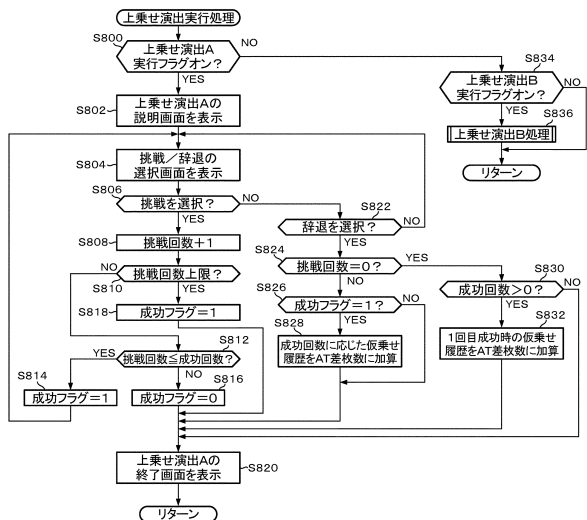 上乗せ演出実行処理
S800
上乗せ演出A
実行フラグオン？
NO
YES
S834
上乗せ演出B
実行フラグオン？
NO
YES
S802
上乗せ演出Aの
説明画面を表示
S836
上乗せ演出B処理
リターン
S804
挑戦／辞退の
選択画面を表示
S806
挑戦を選択？
NO
YES
S822
辞退を選択？
NO
YES
S808
挑戦回数＋1
S824
挑戦回数＝0？
YES
NO
NO
挑戦回数上限？
S810
YES
S826
成功フラグ＝1？
NO
YES
S830
成功回数＞0？
NO
YES
S818
成功フラグ＝1
S828
成功回数に応じた仮乗せ
履歴をAT差枚数に加算
S832
1回目成功時の仮乗せ
履歴をAT差枚数に加算
S812
YES
挑戦回数≦成功回数？
NO
S814
成功フラグ＝1
S816
成功フラグ＝0
上乗せ演出Aの
終了画面を表示
S820
リターン